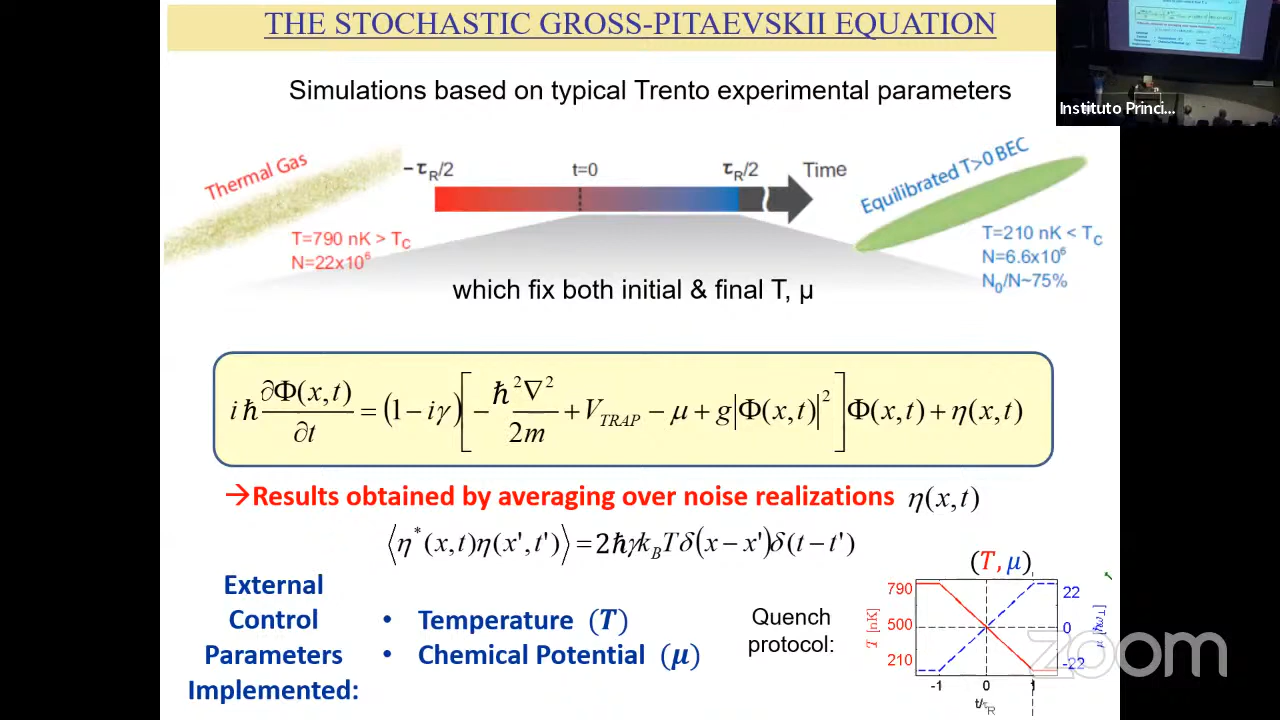 THE STOCHASTIC GROSS-PITAEVSKII EQUATION
Instituto Princi...
Simulations based on typical Trento experimental parameters
Thermal Gas
−τ_R/2 t=0 τ_R/2 Time
Equilibrated T>0 BEC
T=790 nK > T_C
N=22x10⁶
T=210 nK < T_C
N=6.6x10⁶
N₀/N~75%
which fix both initial & final T, μ
iħ ∂Φ(x,t)/∂t = (1−iγ)[−ħ²∇²/2m + V_TRAP − μ + g|Φ(x,t)|²]Φ(x,t) + η(x,t)
→Results obtained by averaging over noise realizations η(x,t)
⟨η*(x,t)η(x',t')⟩ = 2ħγk_BTδ(x−x')δ(t−t')
External
Control
Parameters
Implemented:
• Temperature (T)
• Chemical Potential (μ)
Quench
protocol:
(T,μ)
790
500
210
T [nK]
22
0
-22
-1 0 1
t/τ_R
zoom